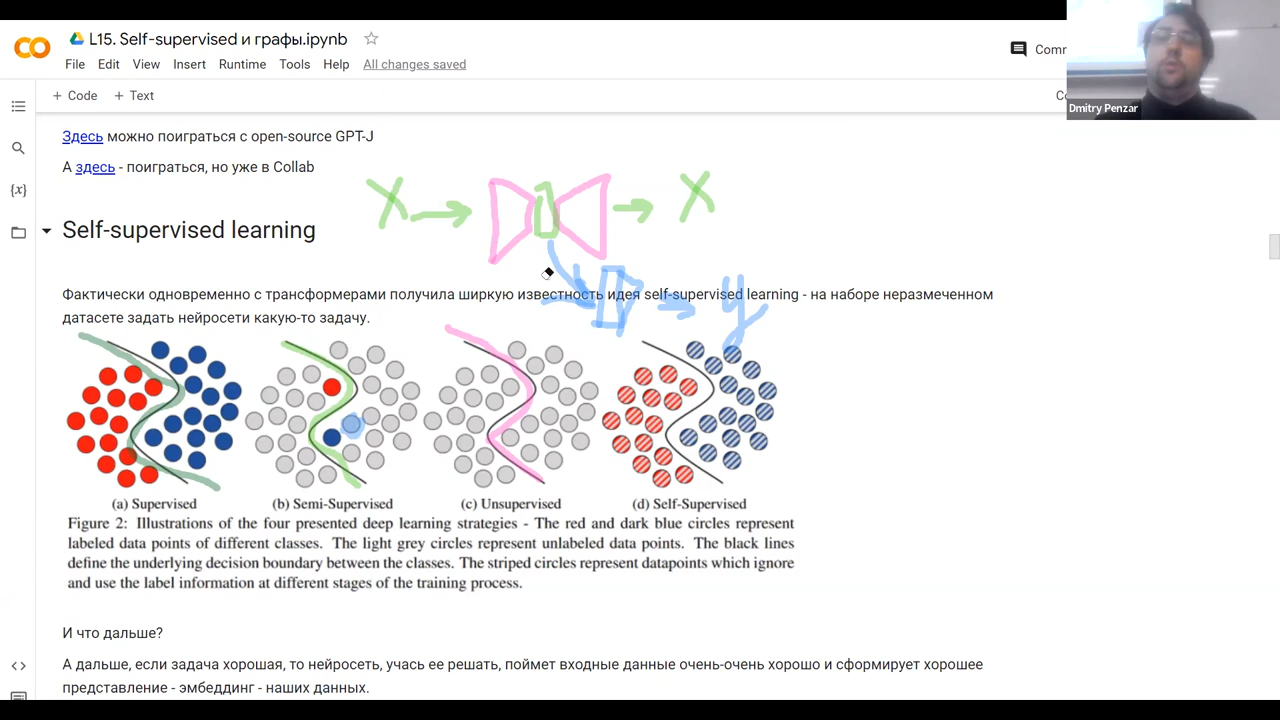 L15. Self-supervised и графы.ipynb
File Edit View Insert Runtime Tools Help All changes saved
Comm
Dmitry Penzar
+ Code + Text
Co
Здесь можно поиграться с open-source GPT-J
А здесь - поиграться, но уже в Collab
X → → X
Self-supervised learning
y
Фактически одновременно с трансформерами получила ширкую известность идея self-supervised learning - на наборе неразмеченном
датасете задать нейросети какую-то задачу.
(a) Supervised (b) Semi-Supervised (c) Unsupervised (d) Self-Supervised
Figure 2: Illustrations of the four presented deep learning strategies - The red and dark blue circles represent
labeled data points of different classes. The light grey circles represent unlabeled data points. The black lines
define the underlying decision boundary between the classes. The striped circles represent datapoints which ignore
and use the label information at different stages of the training process.
И что дальше?
А дальше, если задача хорошая, то нейросеть, учась ее решать, поймет входные данные очень-очень хорошо и сформирует хорошее
представление - эмбеддинг - наших данных.